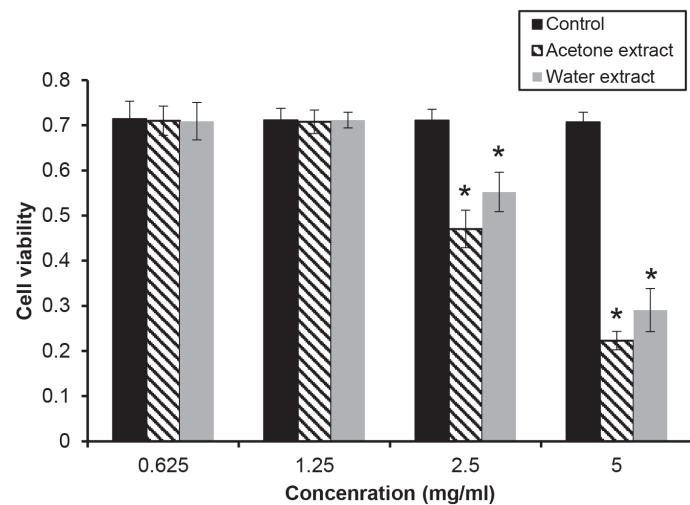 Control
Acetone extract
Water extract
0.8
0.7
0.6
0.5
0.4
0.3
0.2
0.1
0
Cell viability
* * * *
0.625 1.25 2.5 5
Concenration (mg/ml)